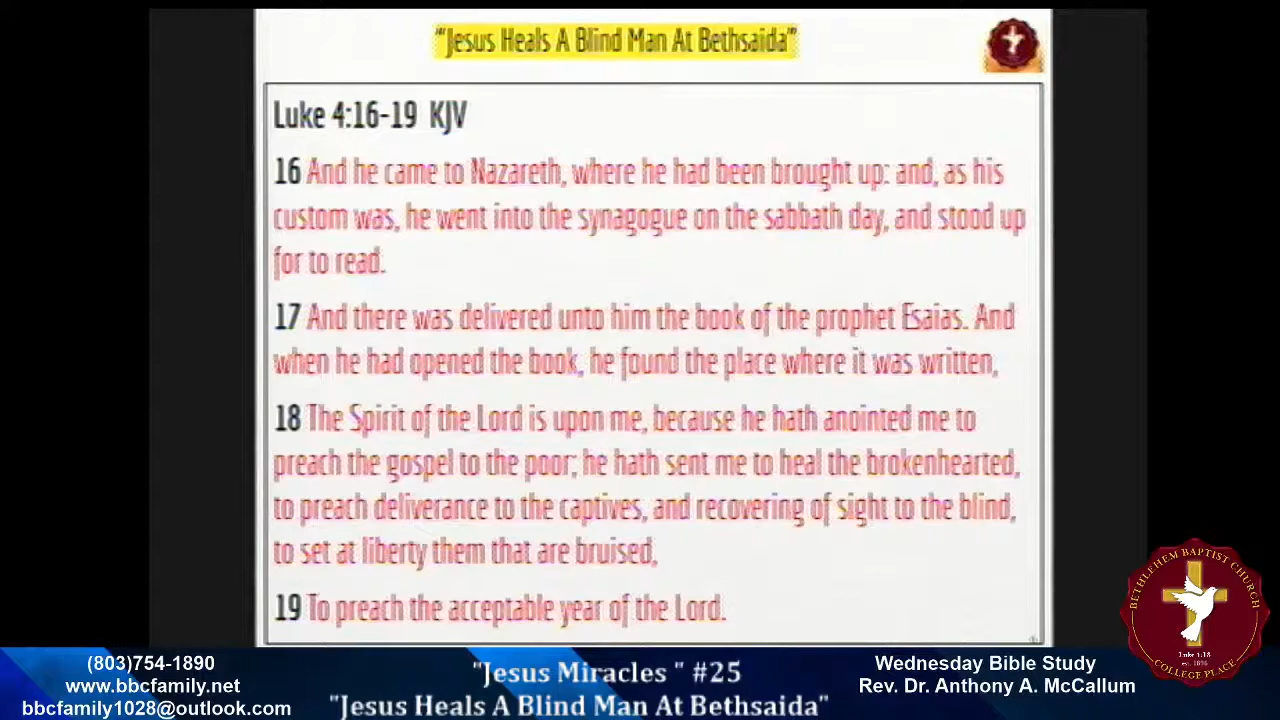 "Jesus Heals A Blind Man At Bethsaida"
Luke 4:16-19 KJV
16 And he came to Nazareth, where he had been brought up: and, as his
custom was, he went into the synagogue on the sabbath day, and stood up
for to read.
17 And there was delivered unto him the book of the prophet Esaias. And
when he had opened the book, he found the place where it was written,
18 The Spirit of the Lord is upon me, because he hath anointed me to
preach the gospel to the poor; he hath sent me to heal the brokenhearted,
to preach deliverance to the captives, and recovering of sight to the blind,
to set at liberty them that are bruised,
19 To preach the acceptable year of the Lord.
BETHLEHEM BAPTIST CHURCH
Luke 4:18
est. 1896
COLLEGE PLACE
(803)754-1890
www.bbcfamily.net
bbcfamily1028@outlook.com
"Jesus Miracles " #25
"Jesus Heals A Blind Man At Bethsaida"
Wednesday Bible Study
Rev. Dr. Anthony A. McCallum